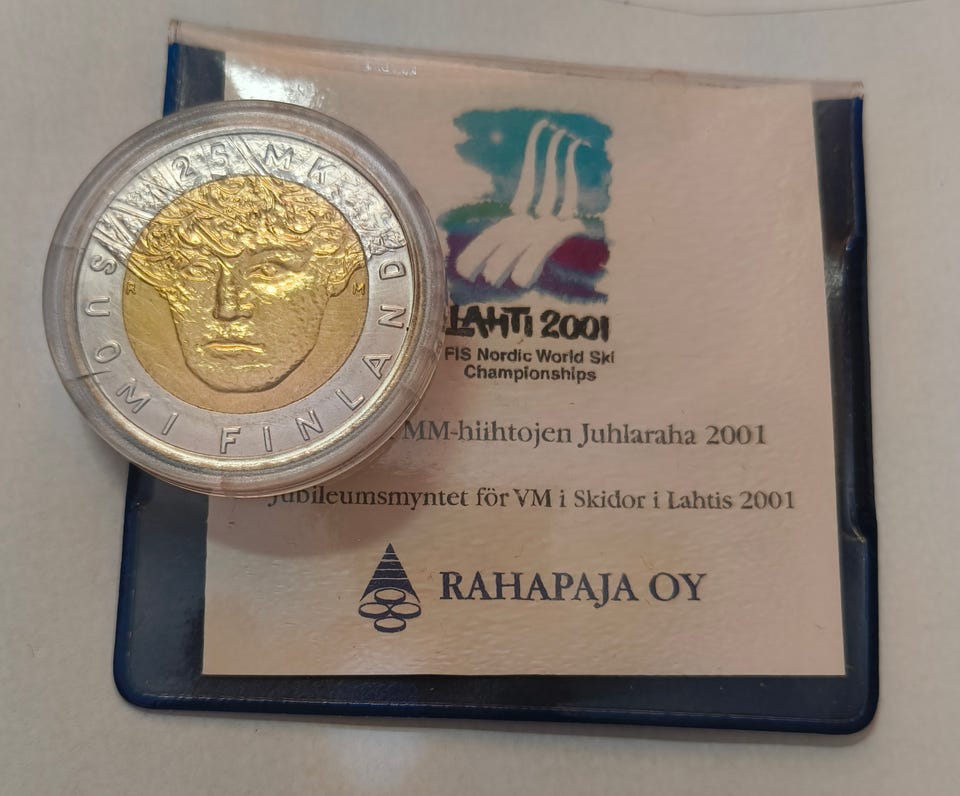 25 MK
SUOMI FINLAND
R M
LAHTI 2001
FIS Nordic World Ski
Championships
MM-hiihtojen Juhlaraha 2001
Jubileumsmyntet för VM i Skidor i Lahtis 2001
RAHAPAJA OY